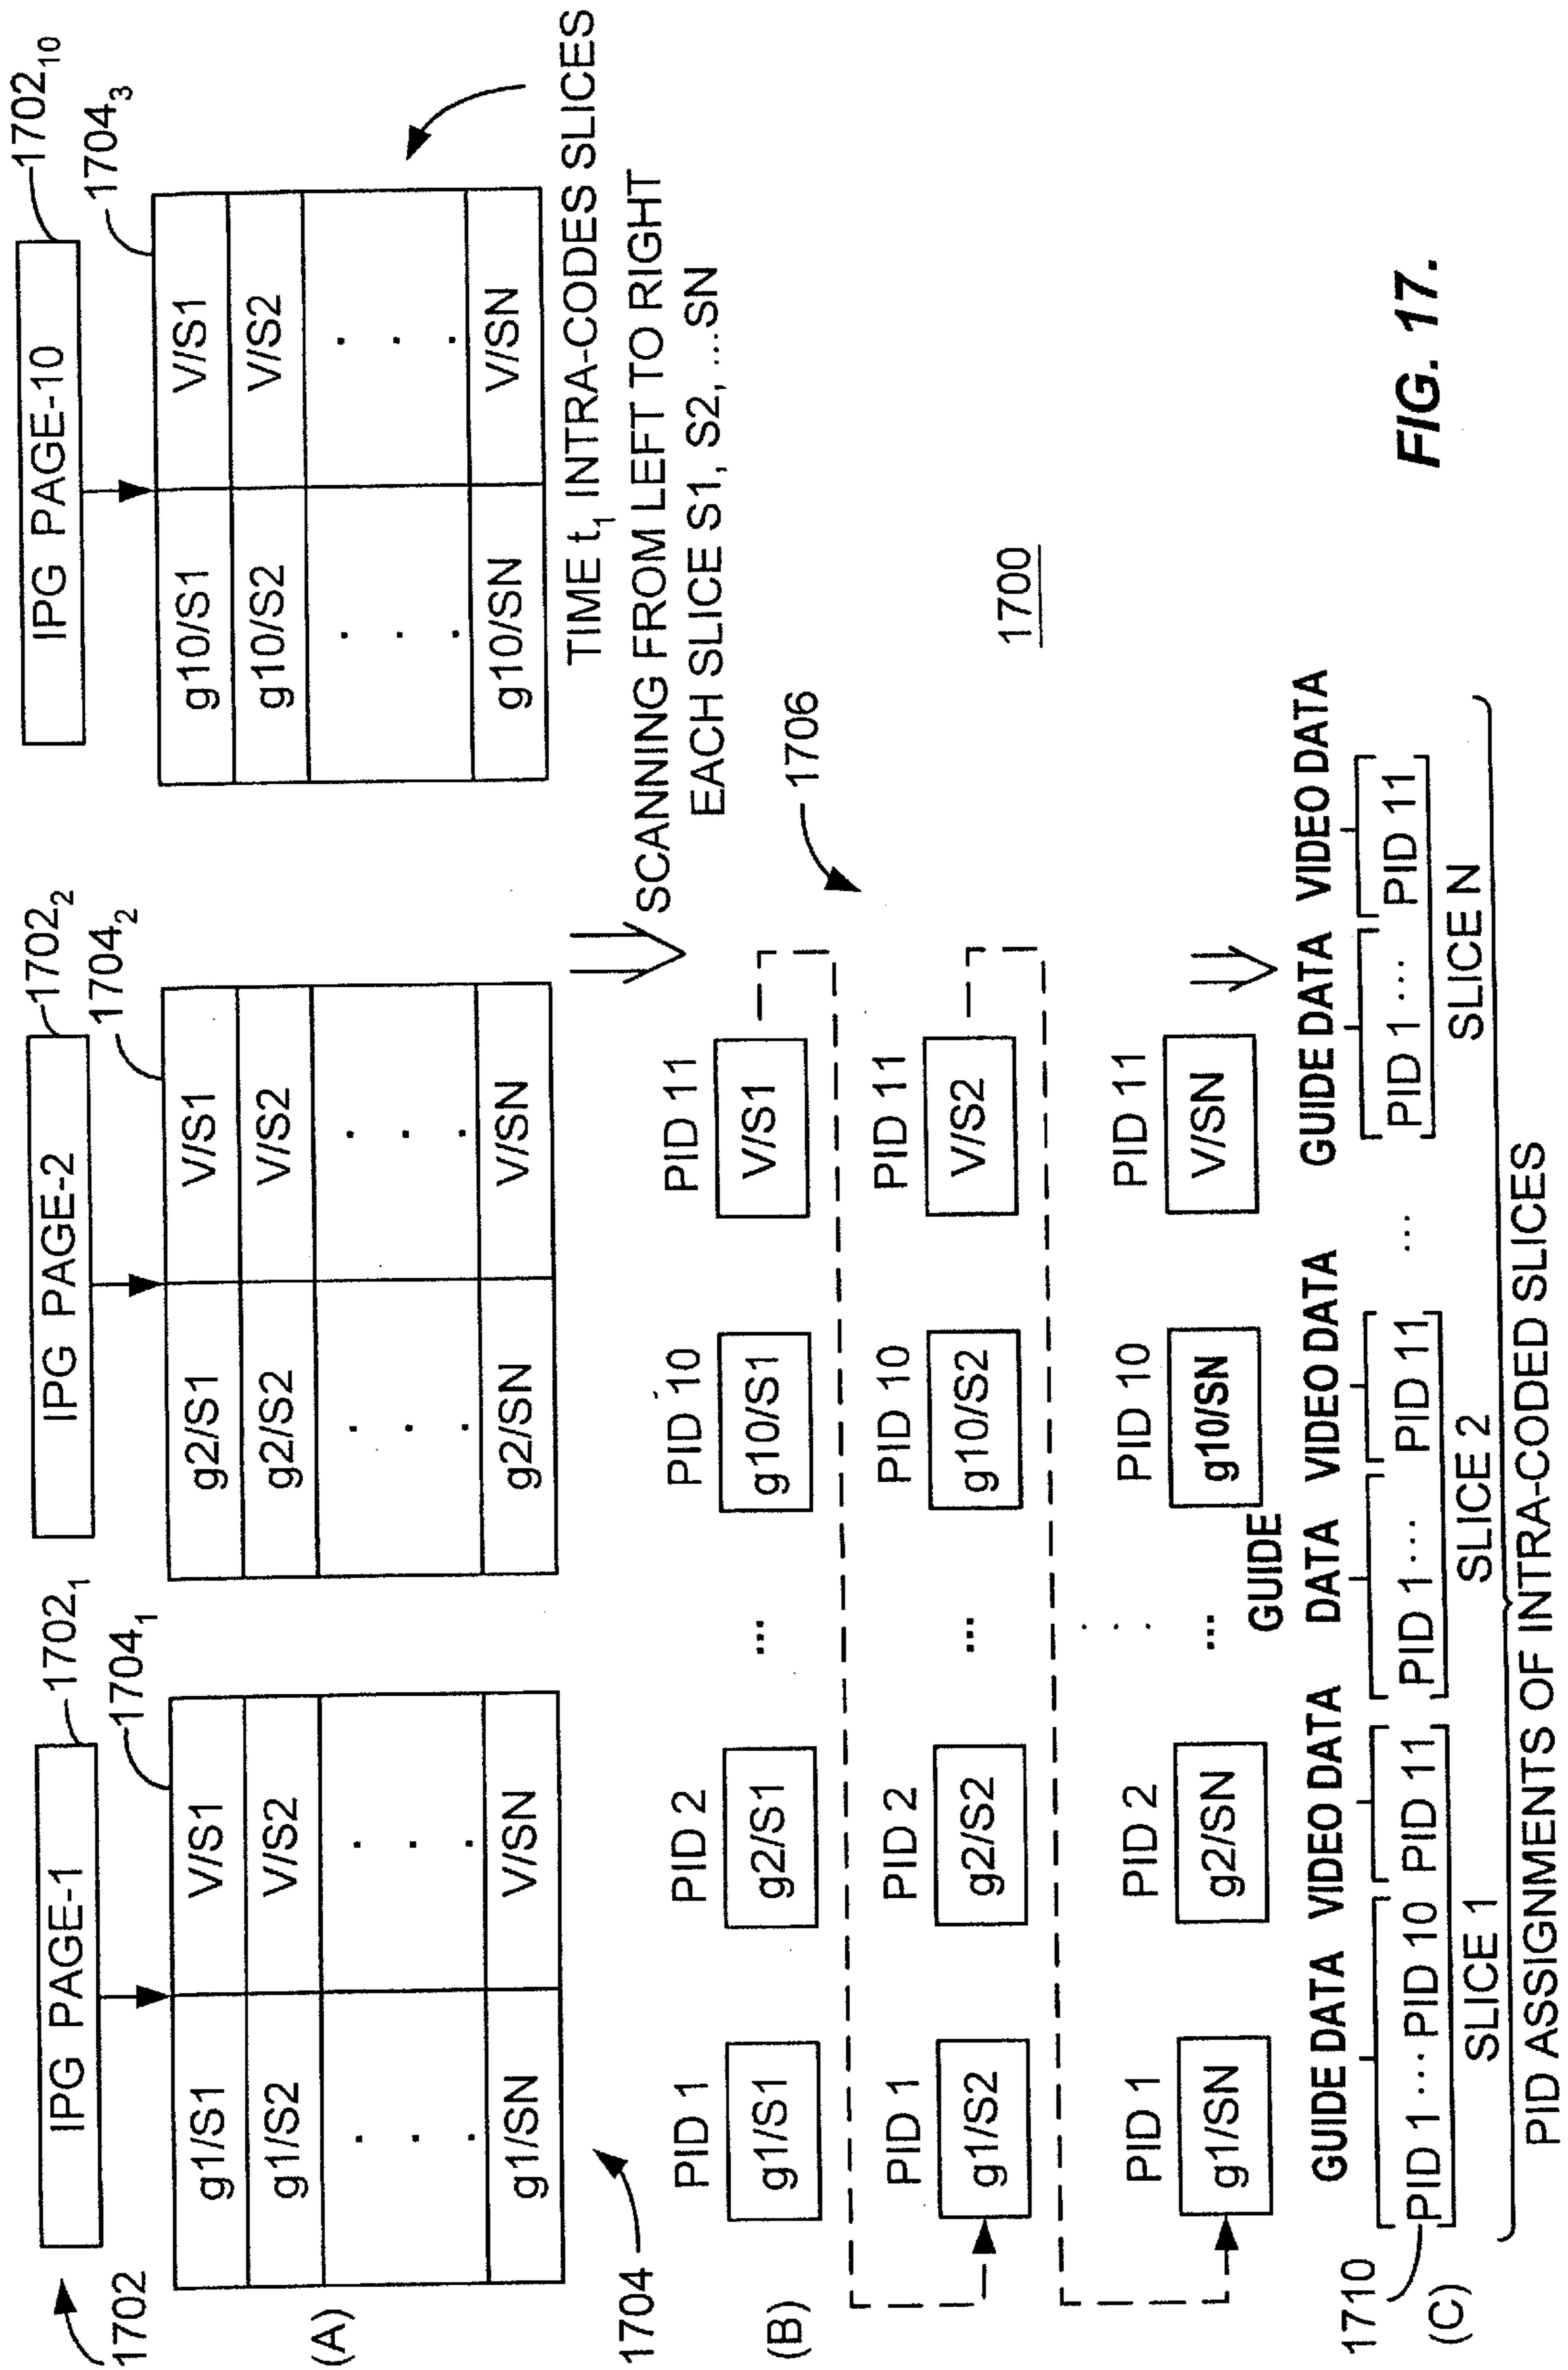 1702
IPG PAGE-1
1702₁
IPG PAGE-2
1702₂
IPG PAGE-10
1702₁₀
1704₁
1704₂
1704₃
(A)
g1/S1 V/S1
g1/S2 V/S2
. .
. .
. .
g1/SN V/SN
g2/S1 V/S1
g2/S2 V/S2
. .
. .
. .
g2/SN V/SN
g10/S1 V/S1
g10/S2 V/S2
. .
. .
. .
g10/SN V/SN
1704
TIME t₁ INTRA-CODES SLICES
SCANNING FROM LEFT TO RIGHT
EACH SLICE S1, S2, ...SN
1706
(B)
PID 1 PID 2 PID 10 PID 11
g1/S1 g2/S1 ... g10/S1 V/S1
PID 1 PID 2 PID 10 PID 11
g1/S2 g2/S2 ... g10/S2 V/S2
. . .
PID 1 PID 2 PID 10 PID 11
g1/SN g2/SN ... g10/SN V/SN
1700
1710
(C)
GUIDE DATA VIDEO DATA GUIDE DATA VIDEO DATA GUIDE DATA VIDEO DATA
PID 1 ... PID 10 PID 11 PID 1 ... PID 11 ... PID 1 ... PID 11
SLICE 1 SLICE 2 SLICE N
PID ASSIGNMENTS OF INTRA-CODED SLICES
FIG. 17.